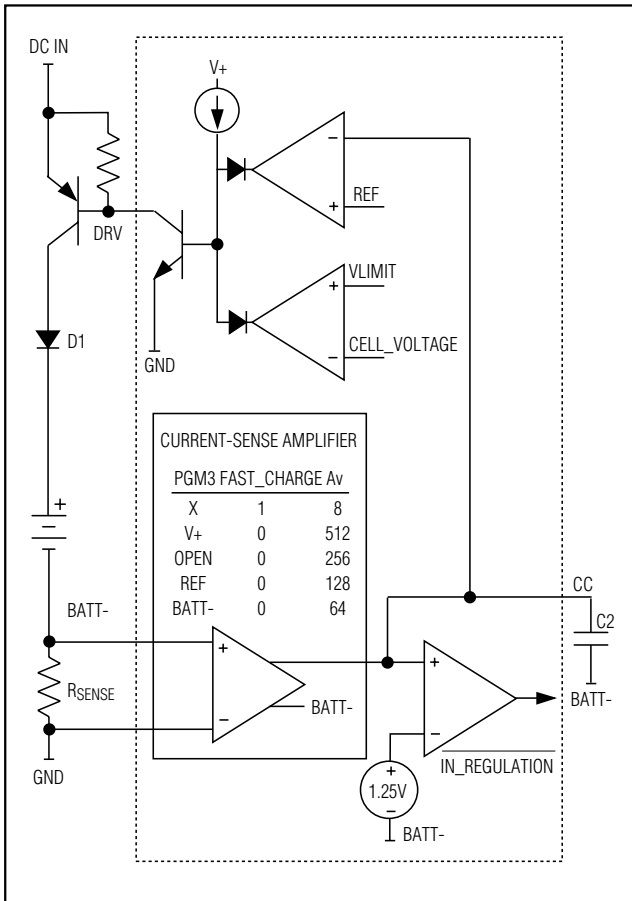 DC IN
V+
−
REF
+
DRV
VLIMIT
+
D1
CELL_VOLTAGE
−
GND
CURRENT-SENSE AMPLIFIER
PGM3 FAST_CHARGE Av
X 1 8
V+ 0 512
OPEN 0 256
REF 0 128
BATT- 0 64
+
−
CC
C2
BATT-
+
+
RSENSE
BATT-
−
−
BATT-
GND
IN_REGULATION
+
1.25V
−
BATT-